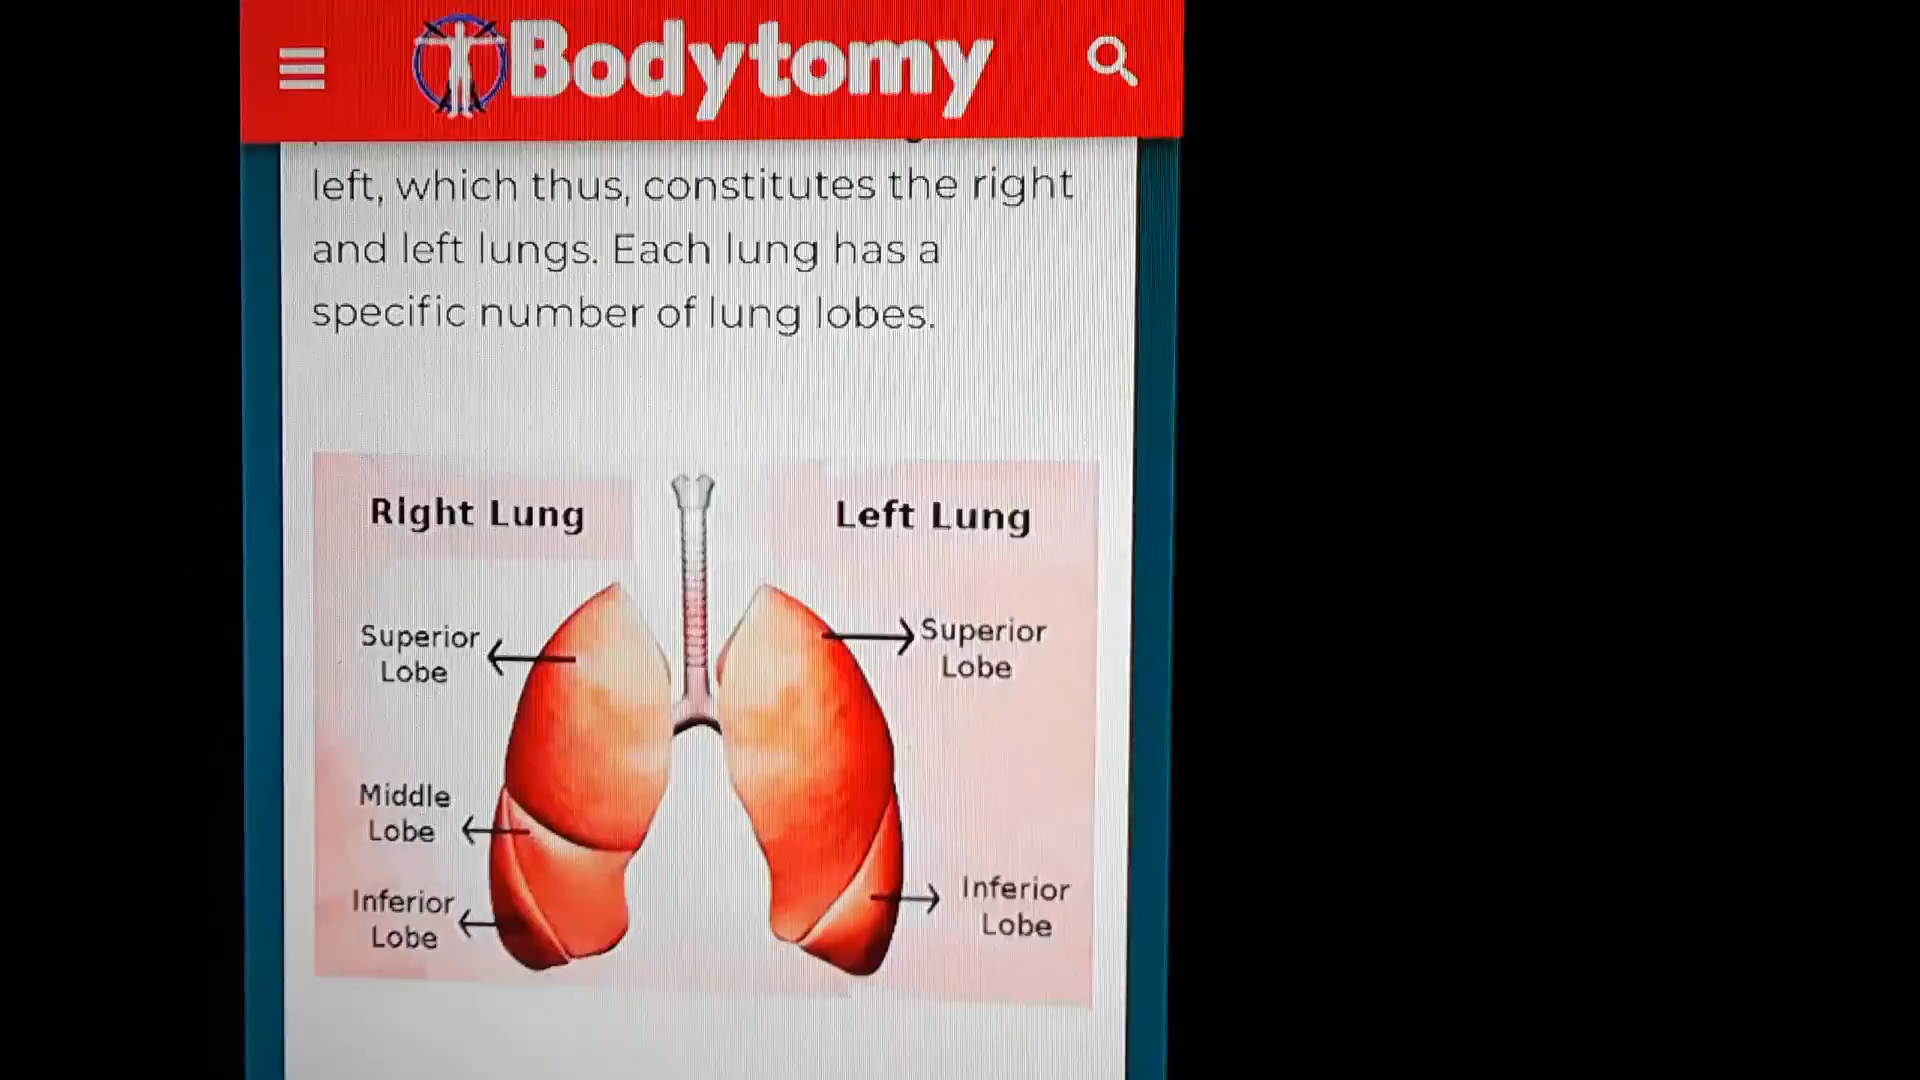 Bodytomy
left, which thus, constitutes the right
and left lungs. Each lung has a
specific number of lung lobes.
Right Lung
Left Lung
Superior
Lobe
Superior
Lobe
Middle
Lobe
Inferior
Lobe
Inferior
Lobe